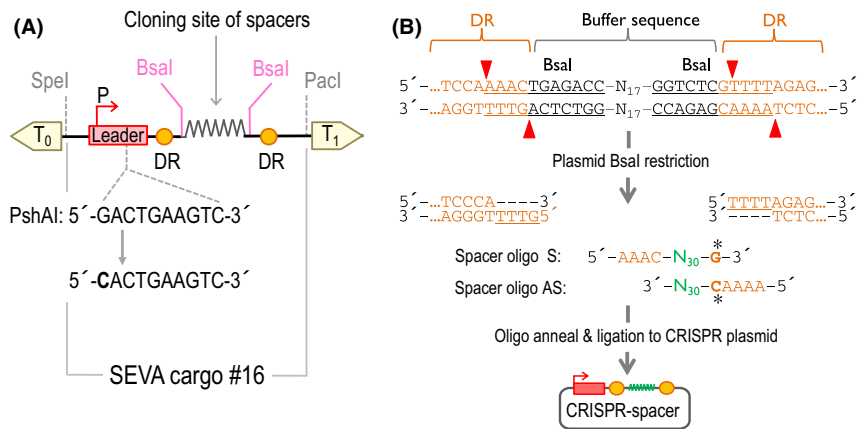 (A)
Cloning site of spacers
BsaI
BsaI
SpeI
PacI
P
T0
Leader
T1
DR
DR
PshAI: 5´-GACTGAAGTC-3´
5´-CACTGAAGTC-3´
SEVA cargo #16
(B)
DR
Buffer sequence
DR
BsaI
BsaI
5´-…TCCAAAACTGAGACC-N17-GGTCTCGTTTTAGAG…-3´
3´-…AGGTTTTGACTCTGG-N17-CCAGAGCAAAATCTC…-5´
Plasmid BsaI restriction
5´-…TCCCA----3´
3´-…AGGGTTTTG5´
5´-TTTTAGAG…-3´
3´----TCTC…-5´
Spacer oligo S: 5´-AAAC-N30-G-3´
*
Spacer oligo AS: 3´-N30-CAAAA-5´
*
Oligo anneal & ligation to CRISPR plasmid
CRISPR-spacer